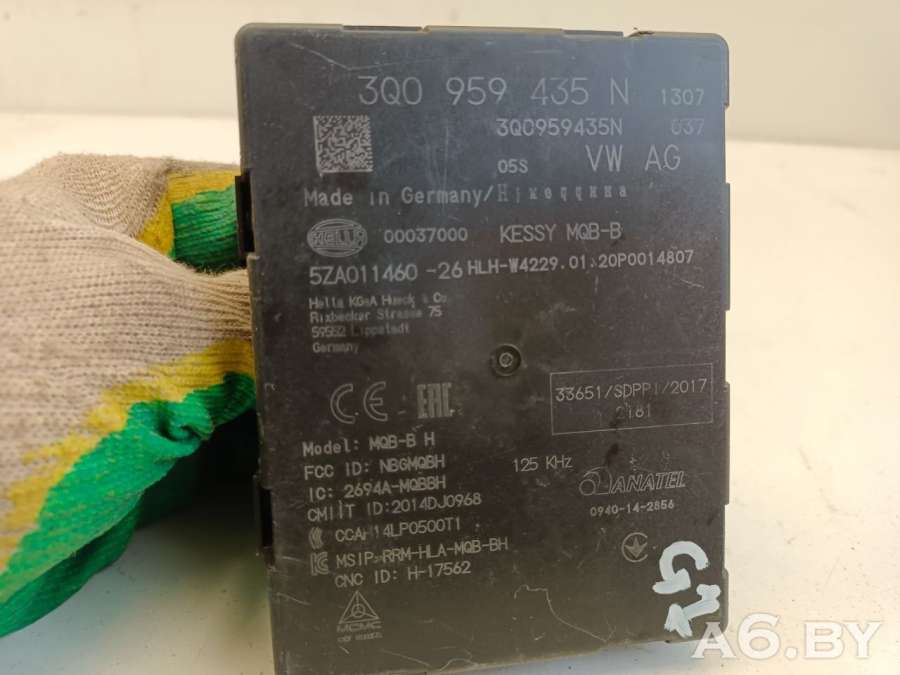 3Q0 959 435 N 1307
3Q0959435N 037
05S VW AG
Made in Germany/
HELLA 00037000 KESSY MQB-B
5ZA011460-26 HLH-W4229.01.20P0014807
Hella KGaA Hueck & Co.
Rixbecker Strasse 75
59552 Lippstadt
Germany
CE EAC
33651/SDPPI/2017
2181
Model: MQB-B H
FCC ID: NBGMQBH
125 KHz
IC: 2694A-MQBBH
ANATEL
CMIIT ID:2014DJ0968
0940-14-2856
CCAH14LP0500T1
MSIP-RRM-HLA-MQB-BH
CNC ID: H-17562
MCMC
A6.BY